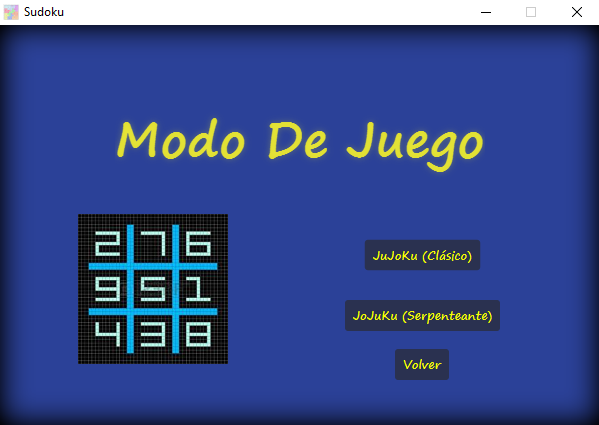 Sudoku
Modo De Juego
2 7 6
9 5 1
4 3 8
JuJoKu (Clásico)
JoJuKu (Serpenteante)
Volver